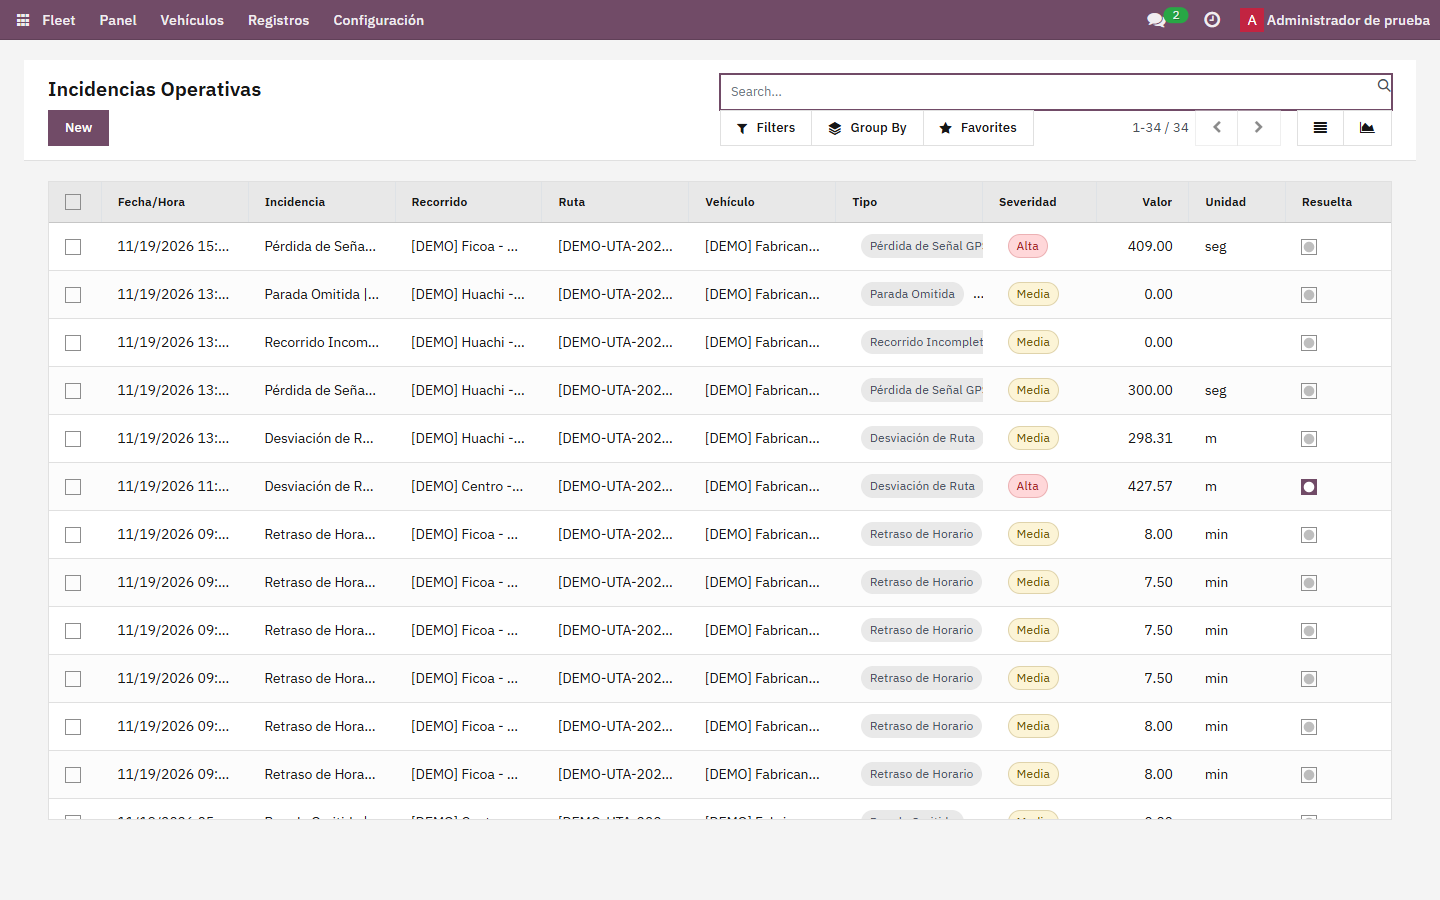 Fleet Panel Vehículos Registros Configuración 2 A Administrador de prueba
Incidencias Operativas
Search...
New
Filters Group By Favorites 1-34 / 34
Fecha/Hora Incidencia Recorrido Ruta Vehículo Tipo Severidad Valor Unidad Resuelta
11/19/2026 15:... Pérdida de Seña... [DEMO] Ficoa - ... [DEMO-UTA-202... [DEMO] Fabrican... Pérdida de Señal GP Alta 409.00 seg
11/19/2026 13:... Parada Omitida |... [DEMO] Huachi -... [DEMO-UTA-202... [DEMO] Fabrican... Parada Omitida ... Media 0.00
11/19/2026 13:... Recorrido Incom... [DEMO] Huachi -... [DEMO-UTA-202... [DEMO] Fabrican... Recorrido Incomplet Media 0.00
11/19/2026 13:... Pérdida de Seña... [DEMO] Huachi -... [DEMO-UTA-202... [DEMO] Fabrican... Pérdida de Señal GP Media 300.00 seg
11/19/2026 13:... Desviación de R... [DEMO] Huachi -... [DEMO-UTA-202... [DEMO] Fabrican... Desviación de Ruta Media 298.31 m
11/19/2026 11:... Desviación de R... [DEMO] Centro -... [DEMO-UTA-202... [DEMO] Fabrican... Desviación de Ruta Alta 427.57 m
11/19/2026 09:... Retraso de Hora... [DEMO] Ficoa - ... [DEMO-UTA-202... [DEMO] Fabrican... Retraso de Horario Media 8.00 min
11/19/2026 09:... Retraso de Hora... [DEMO] Ficoa - ... [DEMO-UTA-202... [DEMO] Fabrican... Retraso de Horario Media 7.50 min
11/19/2026 09:... Retraso de Hora... [DEMO] Ficoa - ... [DEMO-UTA-202... [DEMO] Fabrican... Retraso de Horario Media 7.50 min
11/19/2026 09:... Retraso de Hora... [DEMO] Ficoa - ... [DEMO-UTA-202... [DEMO] Fabrican... Retraso de Horario Media 7.50 min
11/19/2026 09:... Retraso de Hora... [DEMO] Ficoa - ... [DEMO-UTA-202... [DEMO] Fabrican... Retraso de Horario Media 8.00 min
11/19/2026 09:... Retraso de Hora... [DEMO] Ficoa - ... [DEMO-UTA-202... [DEMO] Fabrican... Retraso de Horario Media 8.00 min